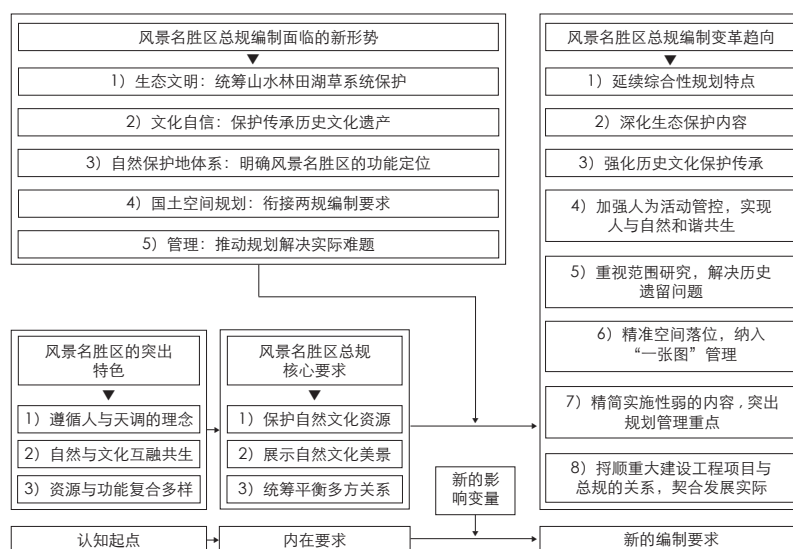 风景名胜区总规编制面临的新形势
1）生态文明：统筹山水林田湖草系统保护
2）文化自信：保护传承历史文化遗产
3）自然保护地体系：明确风景名胜区的功能定位
4）国土空间规划：衔接两规编制要求
5）管理：推动规划解决实际难题
风景名胜区的突出
特色
1）遵循人与天调的理念
2）自然与文化互融共生
3）资源与功能复合多样
风景名胜区总规
核心要求
1）保护自然文化资源
2）展示自然文化美景
3）统筹平衡多方关系
新的影
响变量
风景名胜区总规编制变革趋向
1）延续综合性规划特点
2）深化生态保护内容
3）强化历史文化保护传承
4）加强人为活动管控，实现
人与自然和谐共生
5）重视范围研究，解决历史
遗留问题
6）精准空间落位，纳入
“一张图”管理
7）精简实施性弱的内容，突出
规划管理重点
8）捋顺重大建设工程项目与
总规的关系，契合发展实际
认知起点
内在要求
新的编制要求